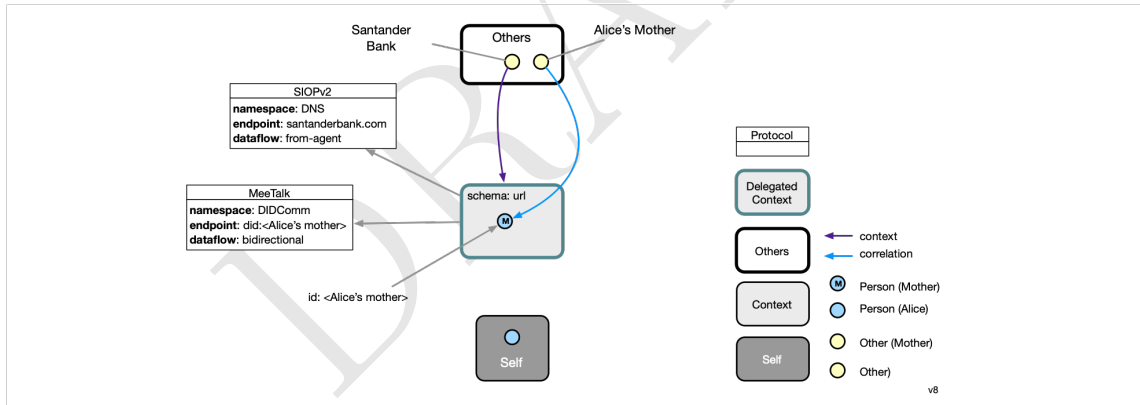 Santander
Bank
Others
Alice's Mother
SIOPv2
namespace: DNS
endpoint: santanderbank.com
dataflow: from-agent
MeeTalk
namespace: DIDComm
endpoint: did:<Alice's mother>
dataflow: bidirectional
schema: url
M
id: <Alice's mother>
Self
Protocol
Delegated
Context
Others
context
correlation
Context
M Person (Mother)
Person (Alice)
Self
Other (Mother)
Other)
v8
DRA